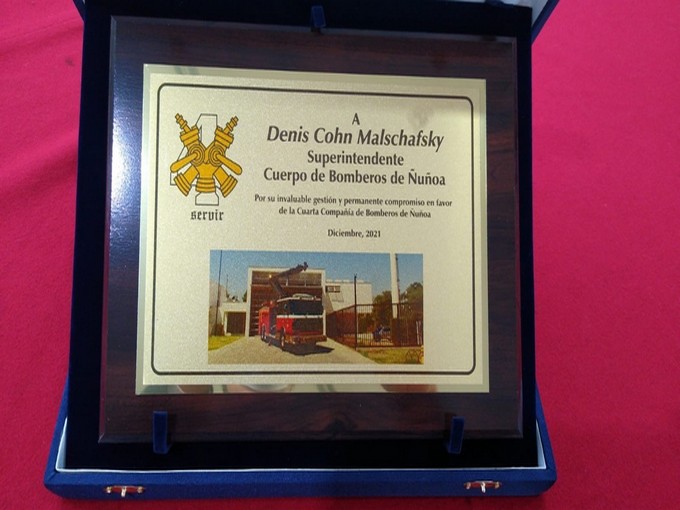 A
Denis Cohn Malschafsky
Superintendente
Cuerpo de Bomberos de Ñuñoa
Por su invaluable gestión y permanente compromiso en favor
de la Cuarta Compañía de Bomberos de Ñuñoa
Diciembre, 2021
4
servir